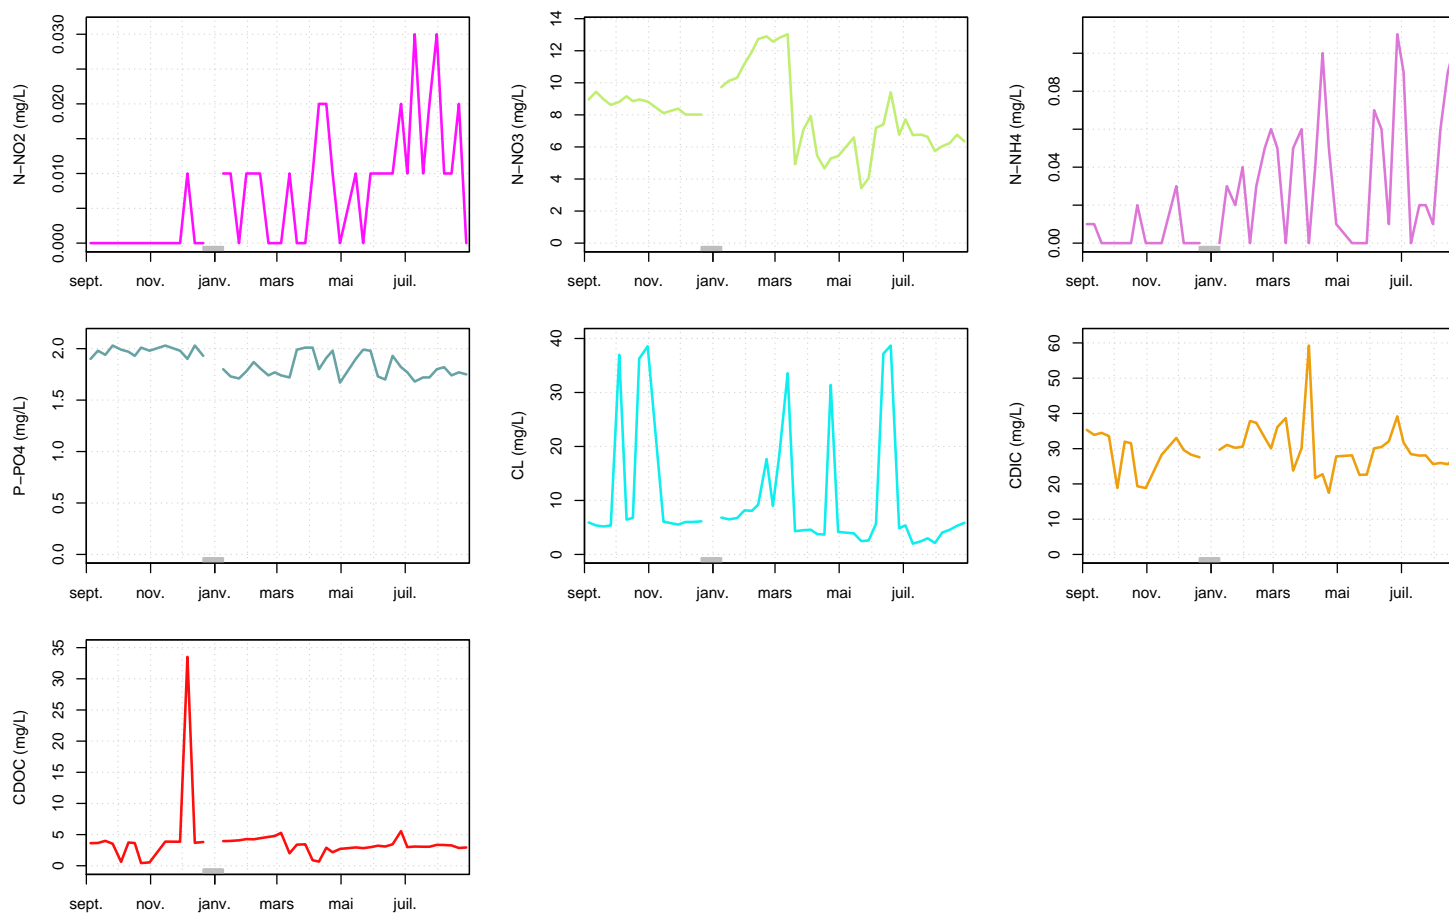 N−NO2 (mg/L)
0.000
0.010
0.020
0.030
sept.
nov.
janv.
mars
mai
juil.
N−NO3 (mg/L)
0
2
4
6
8
10
12
14
sept.
nov.
janv.
mars
mai
juil.
N−NH4 (mg/L)
0.00
0.04
0.08
sept.
nov.
janv.
mars
mai
juil.
P−PO4 (mg/L)
0.0
0.5
1.0
1.5
2.0
sept.
nov.
janv.
mars
mai
juil.
CL (mg/L)
0
10
20
30
40
sept.
nov.
janv.
mars
mai
juil.
CDIC (mg/L)
0
10
20
30
40
50
60
sept.
nov.
janv.
mars
mai
juil.
CDOC (mg/L)
0
5
10
15
20
25
30
35
sept.
nov.
janv.
mars
mai
juil.